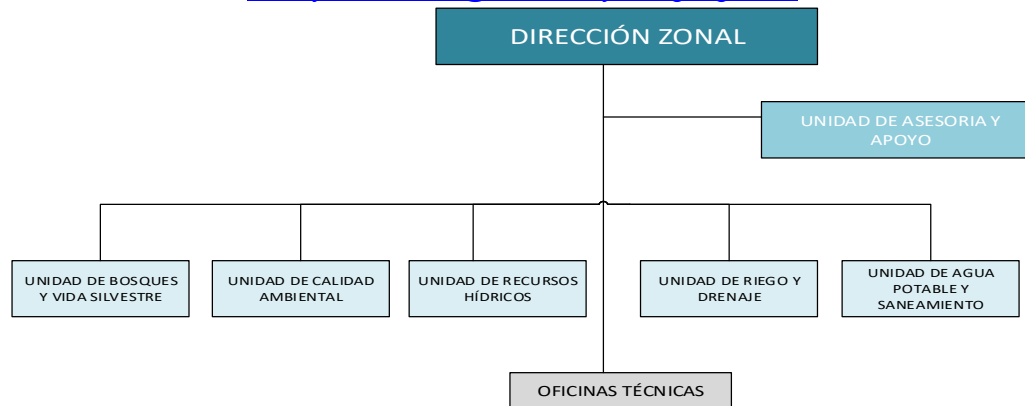 DIRECCIÓN ZONAL
UNIDAD DE ASESORIA Y
APOYO
UNIDAD DE BOSQUES
Y VIDA SILVESTRE
UNIDAD DE CALIDAD
AMBIENTAL
UNIDAD DE RECURSOS
HÍDRICOS
UNIDAD DE RIEGO Y
DRENAJE
UNIDAD DE AGUA
POTABLE Y
SANEAMIENTO
OFICINAS TÉCNICAS